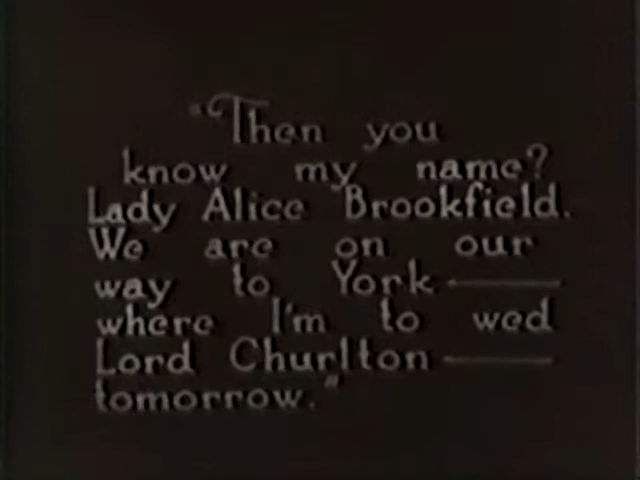 "Then you
know my name?
Lady Alice Brookfield.
We are on our
way to York——
where I'm to wed
Lord Churlton——
tomorrow."